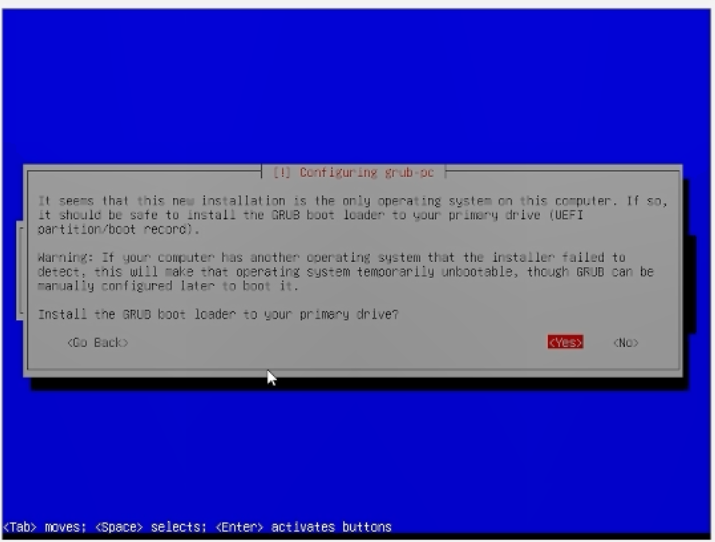 [!] Configuring grub-pc
It seems that this new installation is the only operating system on this computer. If so,
it should be safe to install the GRUB boot loader to your primary drive (UEFI
partition/boot record).
Warning: If your computer has another operating system that the installer failed to
detect, this will make that operating system temporarily unbootable, though GRUB can be
manually configured later to boot it.
Install the GRUB boot loader to your primary drive?
<Go Back> <Yes> <No>
<Tab> moves; <Space> selects; <Enter> activates buttons